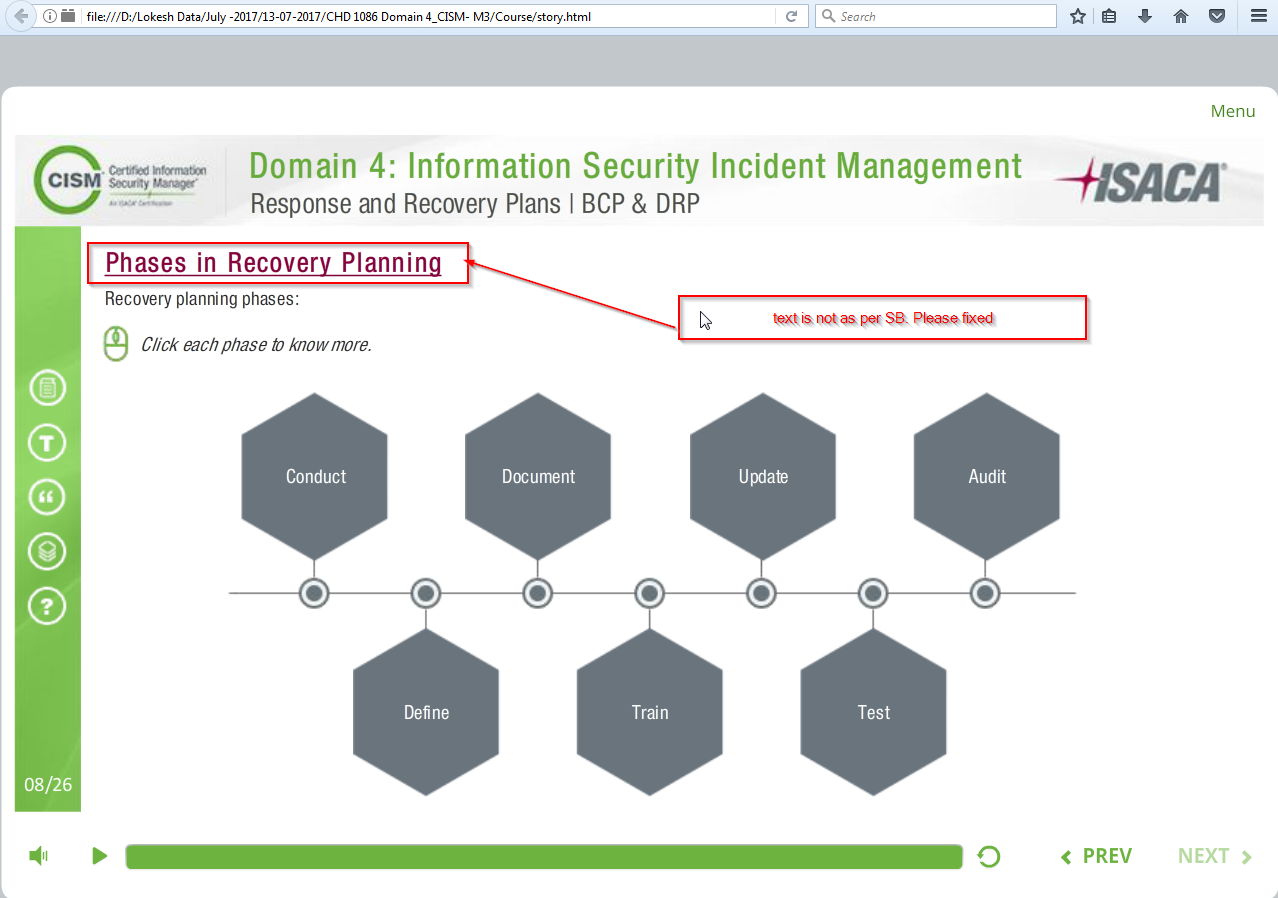 file:///D:/Lokesh Data/July -2017/13-07-2017/CHD 1086 Domain 4_CISM- M3/Course/story.html
Search
Menu
CISM
Certified Information
Security Manager®
An ISACA® Certification
Domain 4: Information Security Incident Management
Response and Recovery Plans | BCP & DRP
ISACA®
Phases in Recovery Planning
Recovery planning phases:
text is not as per SB. Please fixed
Click each phase to know more.
T
“
?
Conduct
Document
Update
Audit
Define
Train
Test
08/26
PREV
NEXT